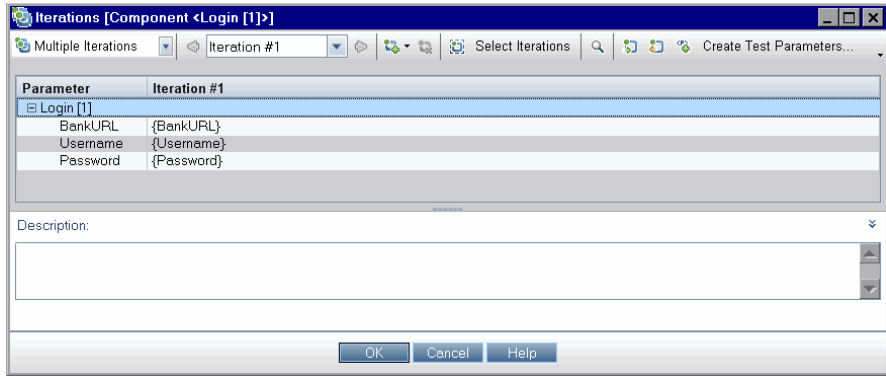 Iterations [Component <Login [1]>]
Multiple Iterations Iteration #1 Select Iterations Create Test Parameters...
Parameter Iteration #1
Login [1]
BankURL {BankURL}
Username {Username}
Password {Password}
Description:
OK Cancel Help